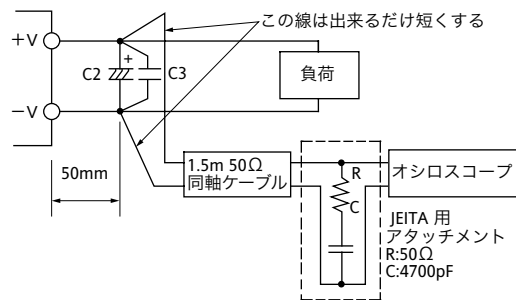 この線は出来るだけ短くする
+V
+
C2
C3
負荷
−V
50mm
1.5m 50Ω
同軸ケーブル
R
C
オシロスコープ
JEITA 用
アタッチメント
R:50Ω
C:4700pF